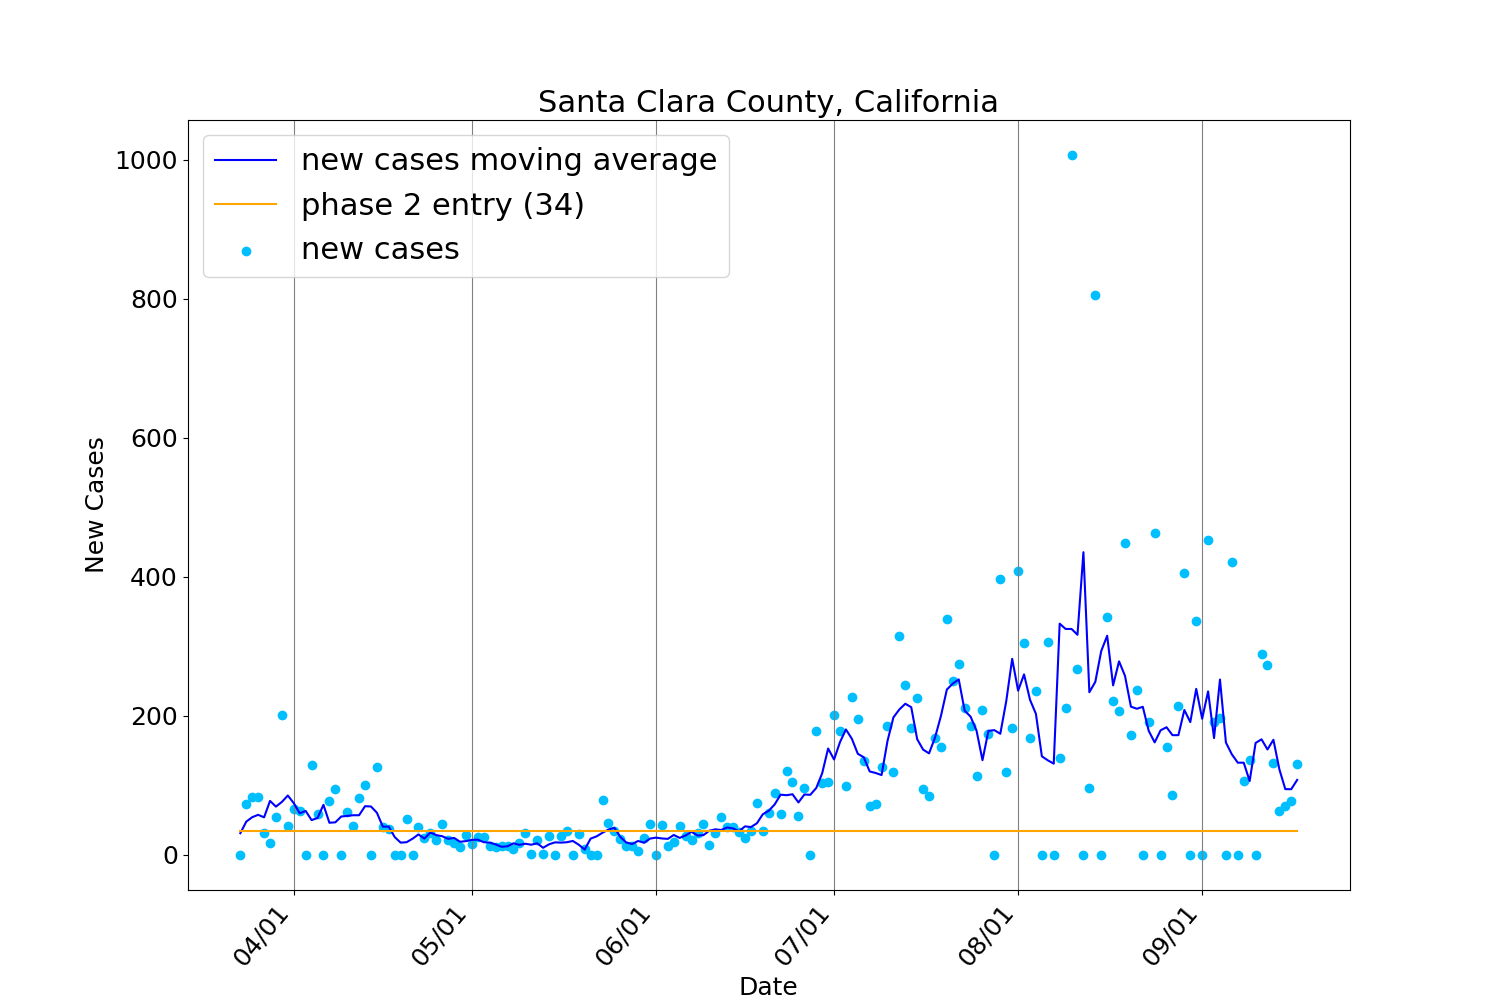 Santa Clara County, California
new cases moving average
phase 2 entry (34)
new cases
New Cases
1000
800
600
400
200
0
04/01
05/01
06/01
07/01
08/01
09/01
Date